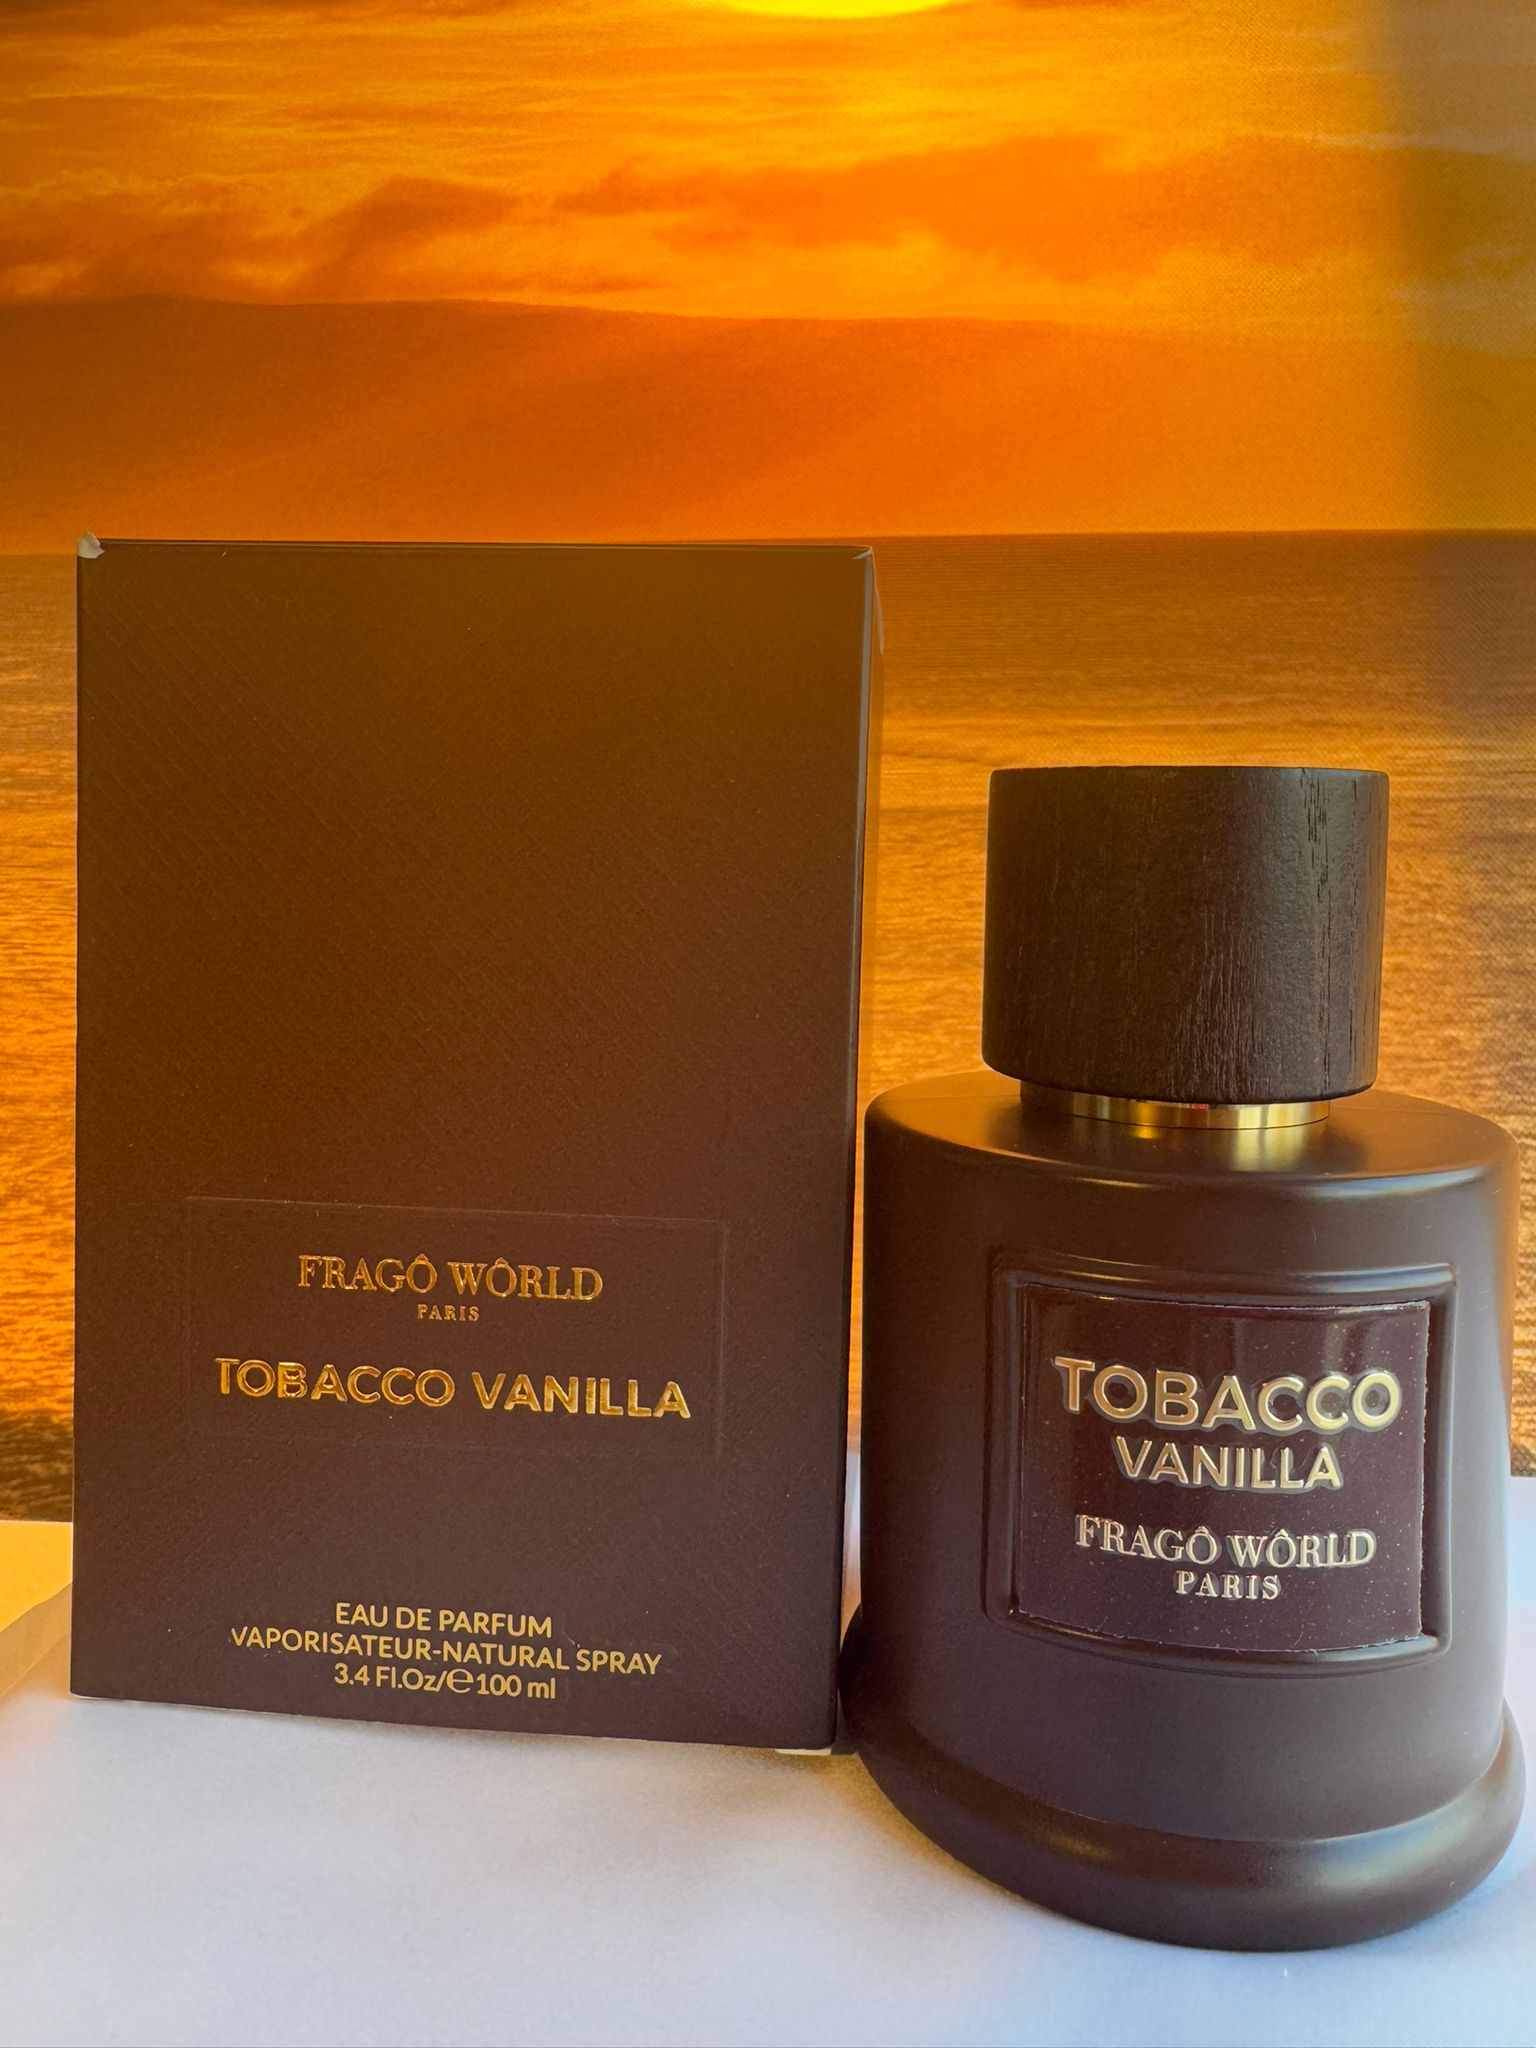 FRAGÔ WÔRLD
PARIS
TOBACCO VANILLA
EAU DE PARFUM
VAPORISATEUR-NATURAL SPRAY
3.4 Fl.Oz/℮100 ml
TOBACCO
VANILLA
FRAGÔ WÔRLD
PARIS